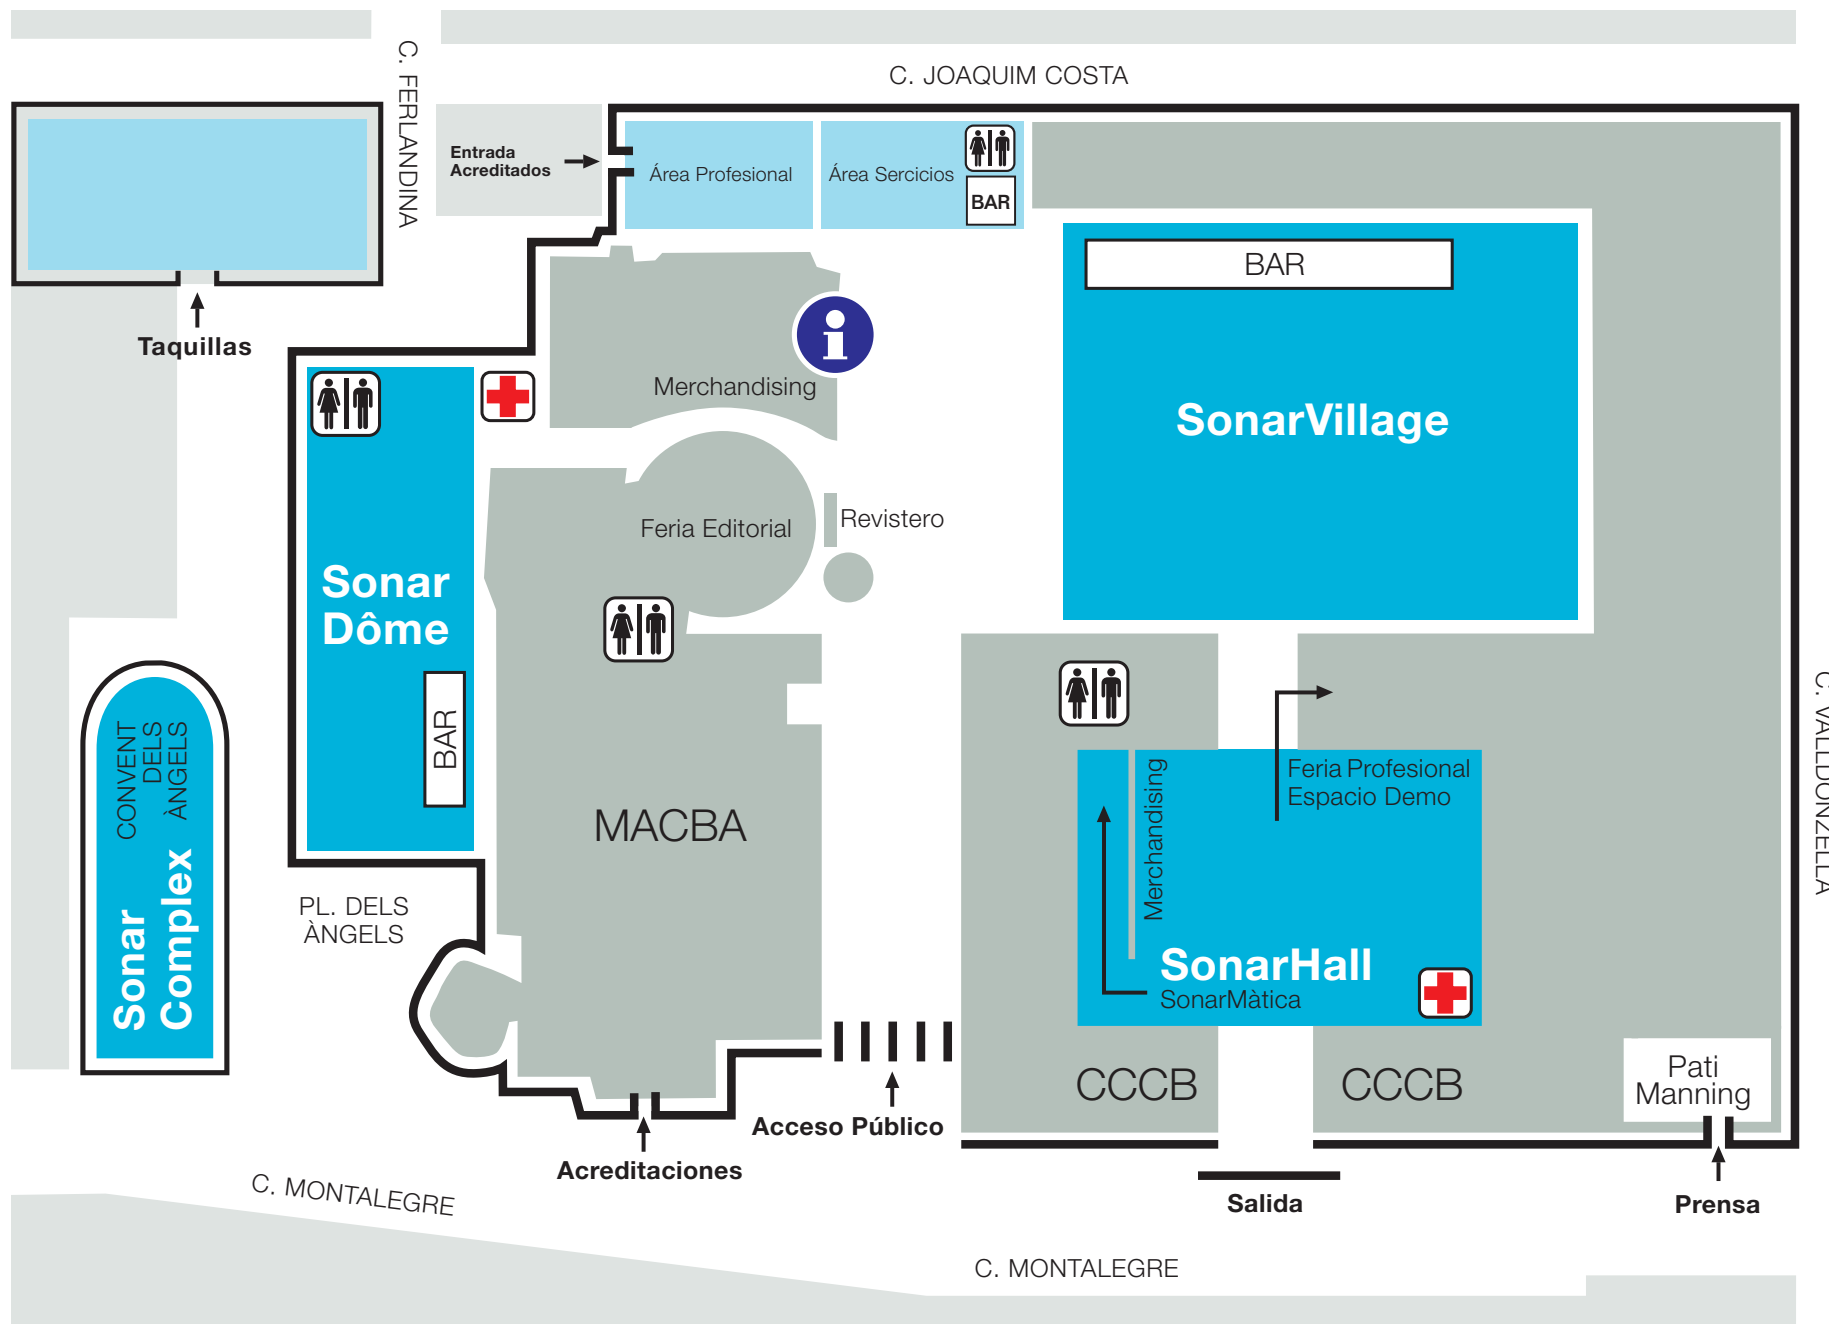 C. FERLANDINA
C. JOAQUIM COSTA
Entrada
Acreditados
Área Profesional
Área Sercicios
BAR
BAR
Taquillas
Merchandising
SonarVillage
Feria Editorial
Revistero
Sonar
Dôme
BAR
CONVENT
DELS
ÀNGELS
Sonar
Complex
MACBA
Merchandising
Feria Profesional
Espacio Demo
C. VALLDONZELLA
PL. DELS
ÀNGELS
SonarHall
SonarMàtica
CCCB
CCCB
Pati
Manning
Acceso Público
Acreditaciones
Salida
Prensa
C. MONTALEGRE
C. MONTALEGRE